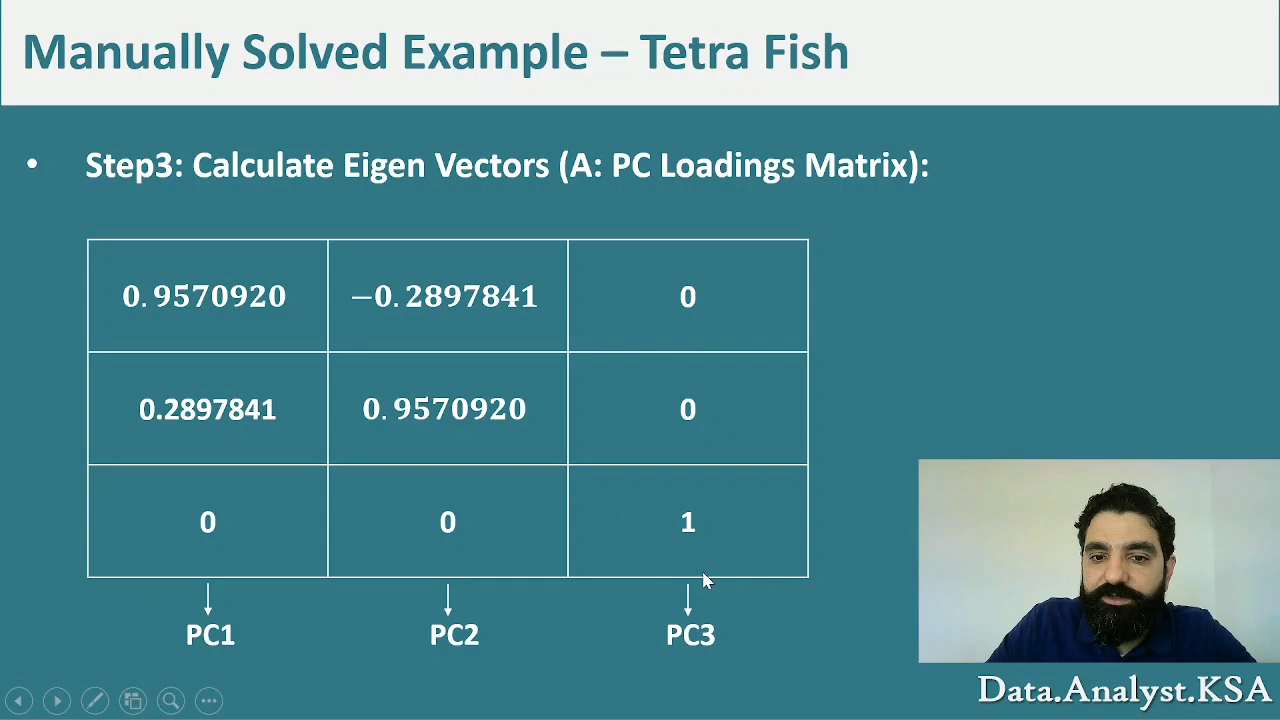 Manually Solved Example – Tetra Fish
• Step3: Calculate Eigen Vectors (A: PC Loadings Matrix):
0.9570920 −0.2897841 0
0.2897841 0.9570920 0
0 0 1
PC1 PC2 PC3
Data.Analyst.KSA